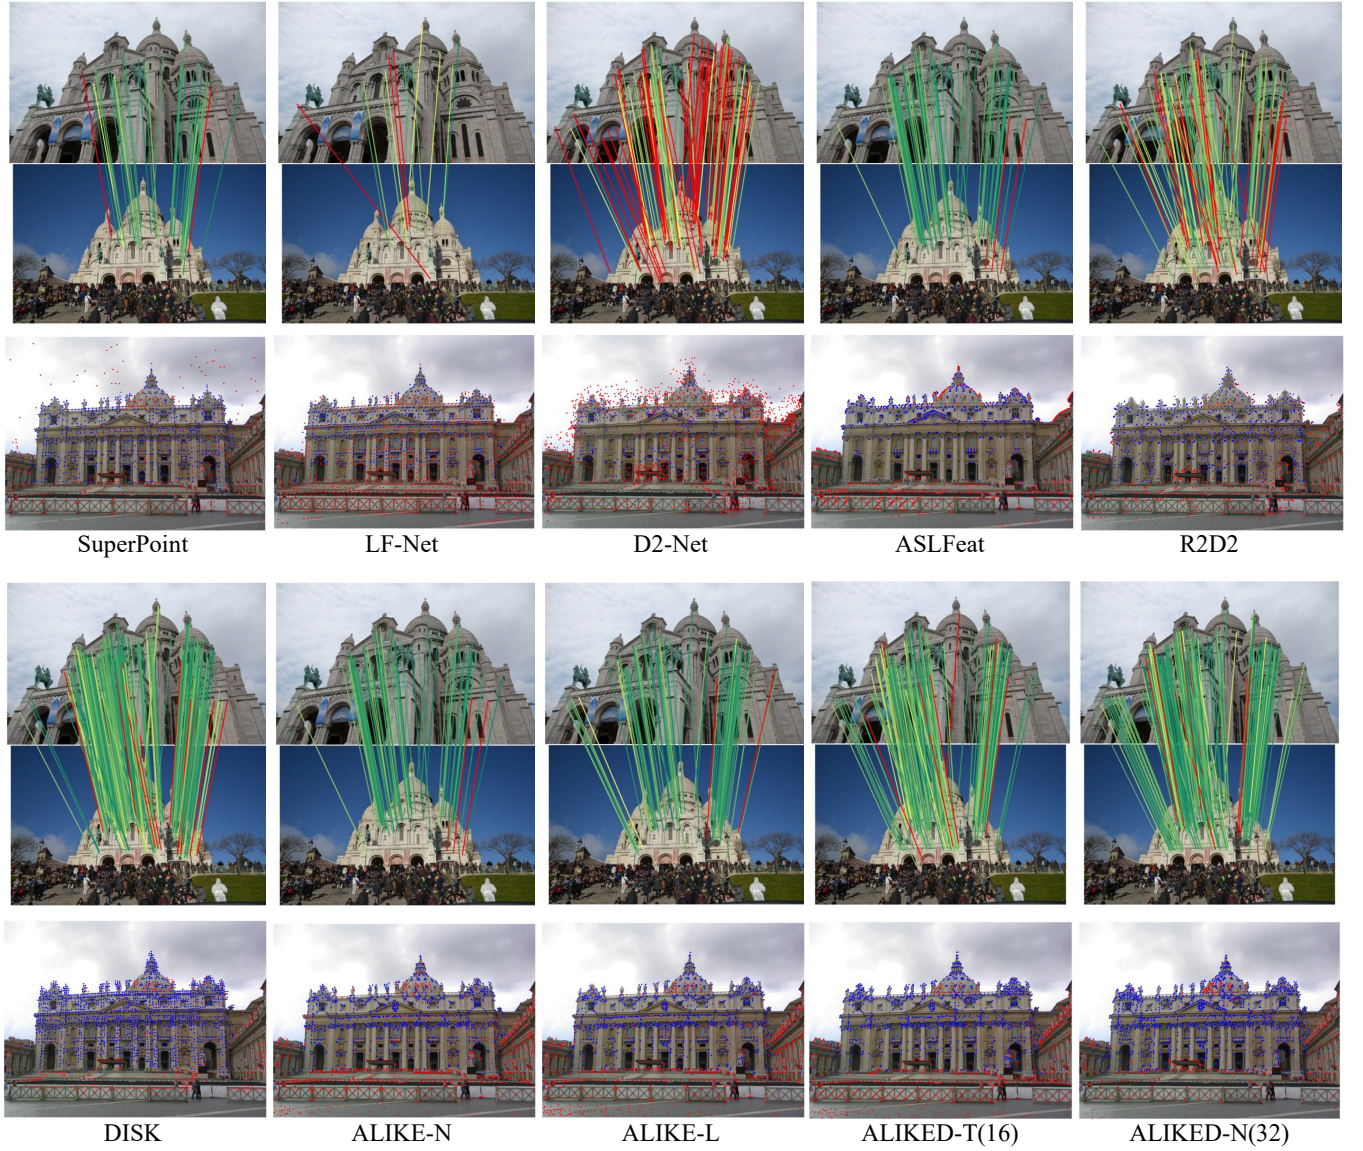 SuperPoint LF-Net D2-Net ASLFeat R2D2
DISK ALIKE-N ALIKE-L ALIKED-T(16) ALIKED-N(32)